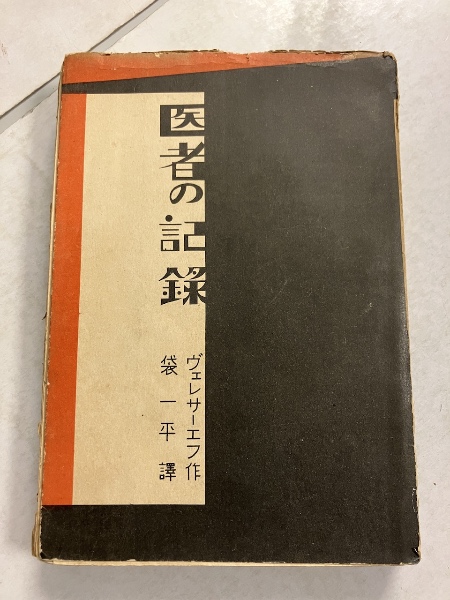 医者の記録
ヴェレサーエフ作
袋一平譯